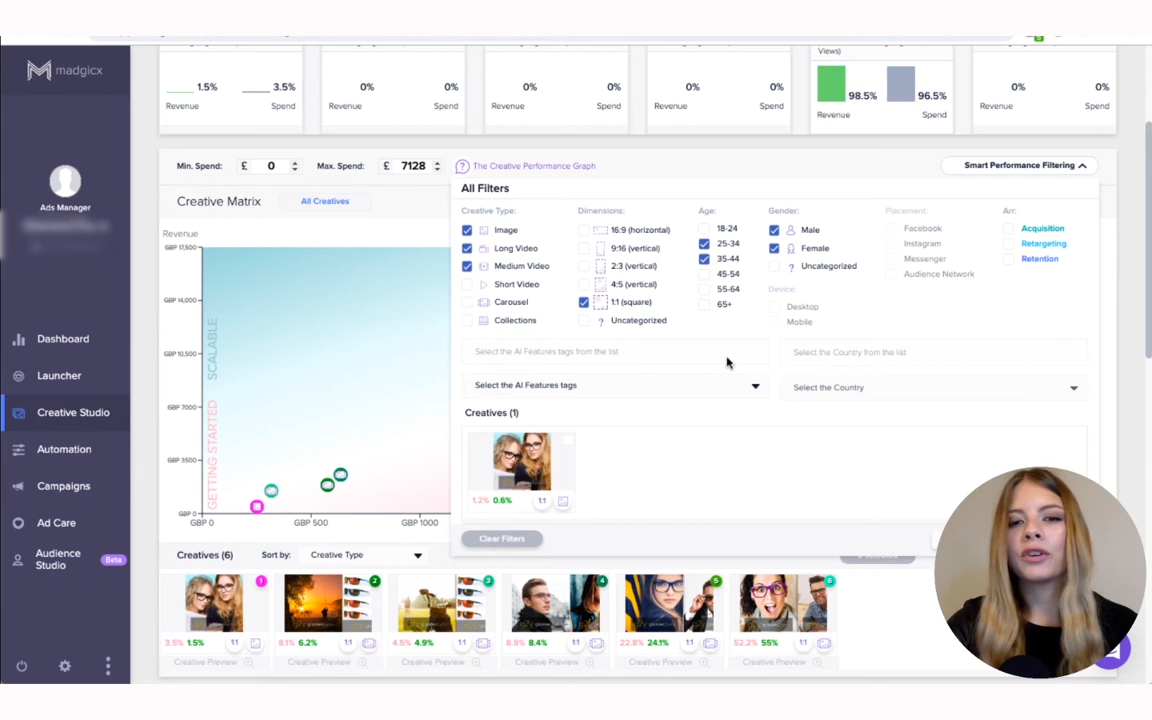 madgicx
Ads Manager
Dashboard
Launcher
Creative Studio
Automation
Campaigns
Ad Care
Audience Studio Beta
Views)
1.5% 3.5% 0% 0% 0% 0% 0% 0% 98.5% 96.5% 0% 0%
Revenue Spend Revenue Spend Revenue Spend Revenue Spend Revenue Spend Revenue Spend
Min. Spend: £ 0 Max. Spend: £ 7128 ? The Creative Performance Graph Smart Performance Filtering
Creative Matrix All Creatives
Revenue
GBP 17,500
GBP 14,000
GBP 10,500
GBP 7000
GBP 3500
GBP 0
SCALABLE
GETTING STARTED
GBP 0 GBP 500 GBP 1000
All Filters
Creative Type: Dimensions: Age: Gender: Placement: Arr:
Image 16:9 (horizontal) 18-24 Male Facebook Acquisition
Long Video 9:16 (vertical) 25-34 Female Instagram Retargeting
Medium Video 2:3 (vertical) 35-44 ? Uncategorized Messenger Retention
Short Video 4:5 (vertical) 45-54 Audience Network
Carousel 1:1 (square) 55-64 Device: Desktop
Collections ? Uncategorized 65+ Mobile
Select the AI Features tags from the list Select the Country from the list
Select the AI Features tags Select the Country
Creatives (1)
1.2% 0.6% 1:1
Clear Filters
Creatives (6) Sort by: Creative Type
1 2 3 4 5 6
3.5% 1.5% 1:1 8.1% 6.2% 1:1 4.5% 4.9% 1:1 8.9% 8.4% 1:1 22.8% 24.1% 1:1 52.2% 55% 1:1
Creative Preview Creative Preview Creative Preview Creative Preview Creative Preview Creative Preview